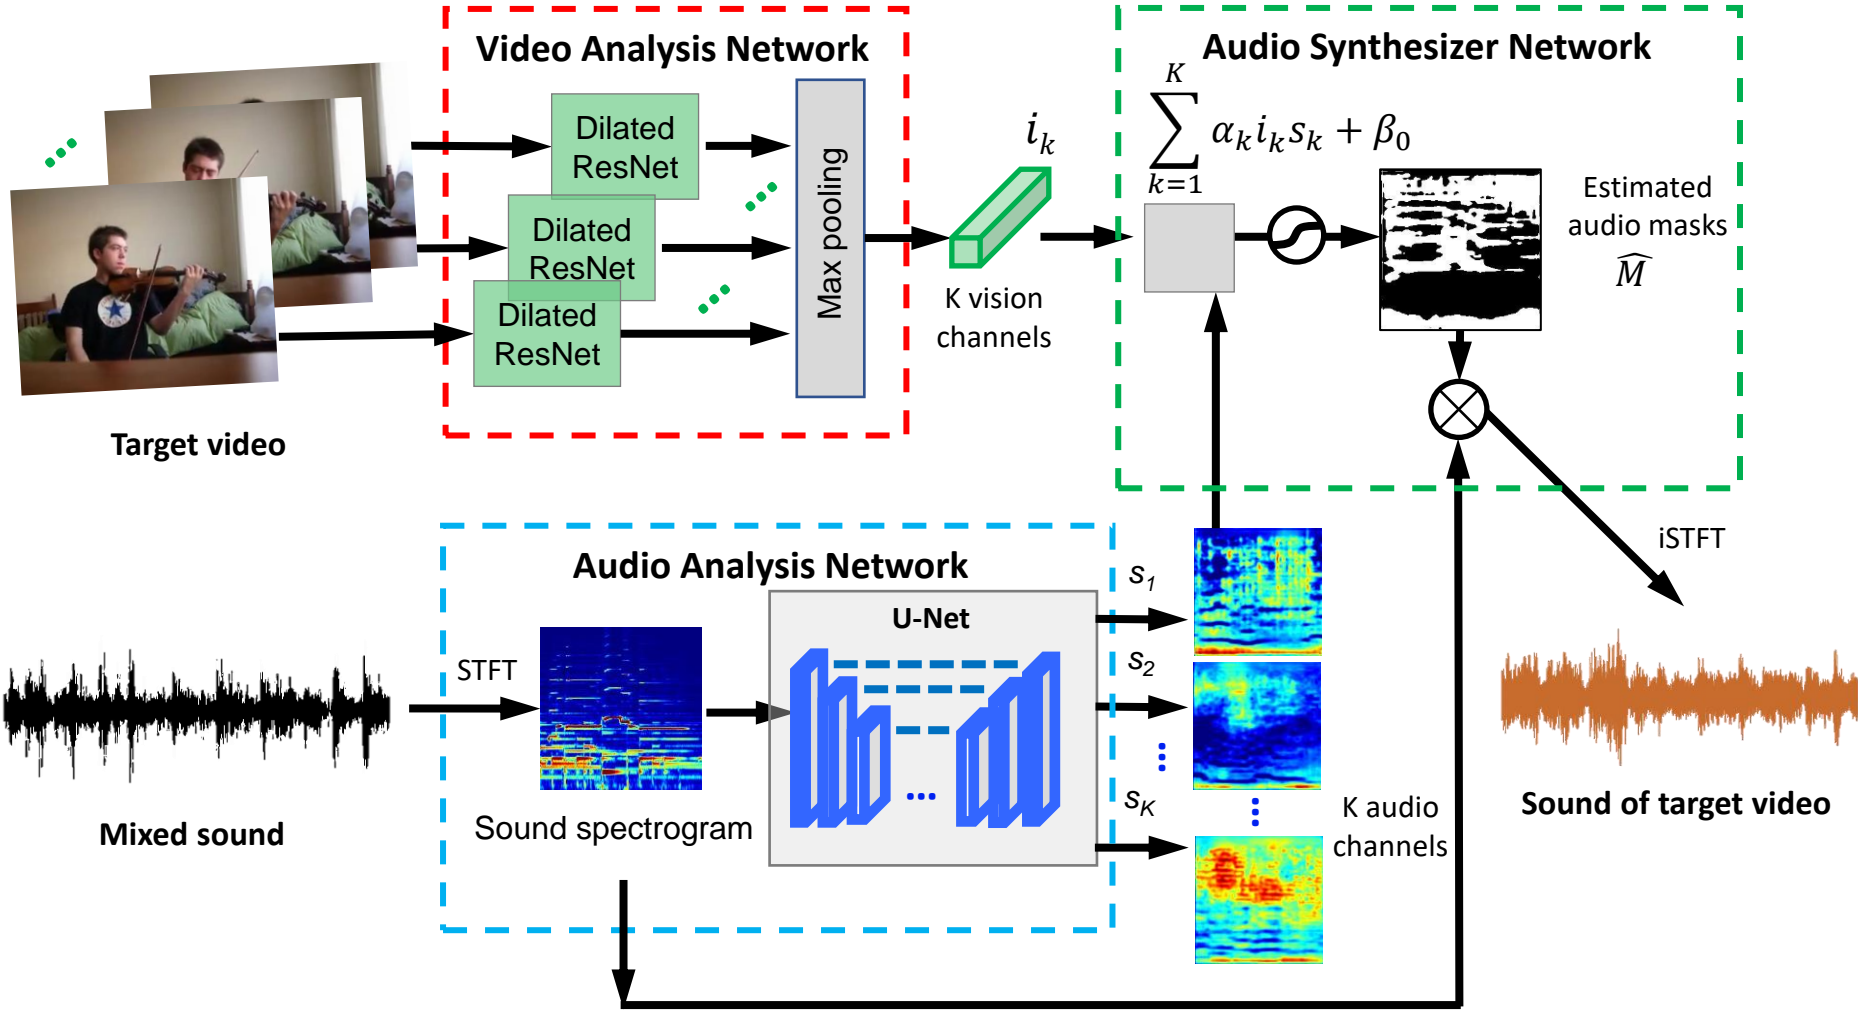 Video Analysis Network
Dilated
ResNet
Dilated
ResNet
Dilated
ResNet
Max pooling
Target video
i_k
K vision
channels
Audio Synthesizer Network
\sum_{k=1}^{K} α_k i_k s_k + β_0
Estimated
audio masks
\widehat{M}
iSTFT
Audio Analysis Network
STFT
U-Net
...
Sound spectrogram
Mixed sound
s_1
s_2
s_K
K audio
channels
Sound of target video